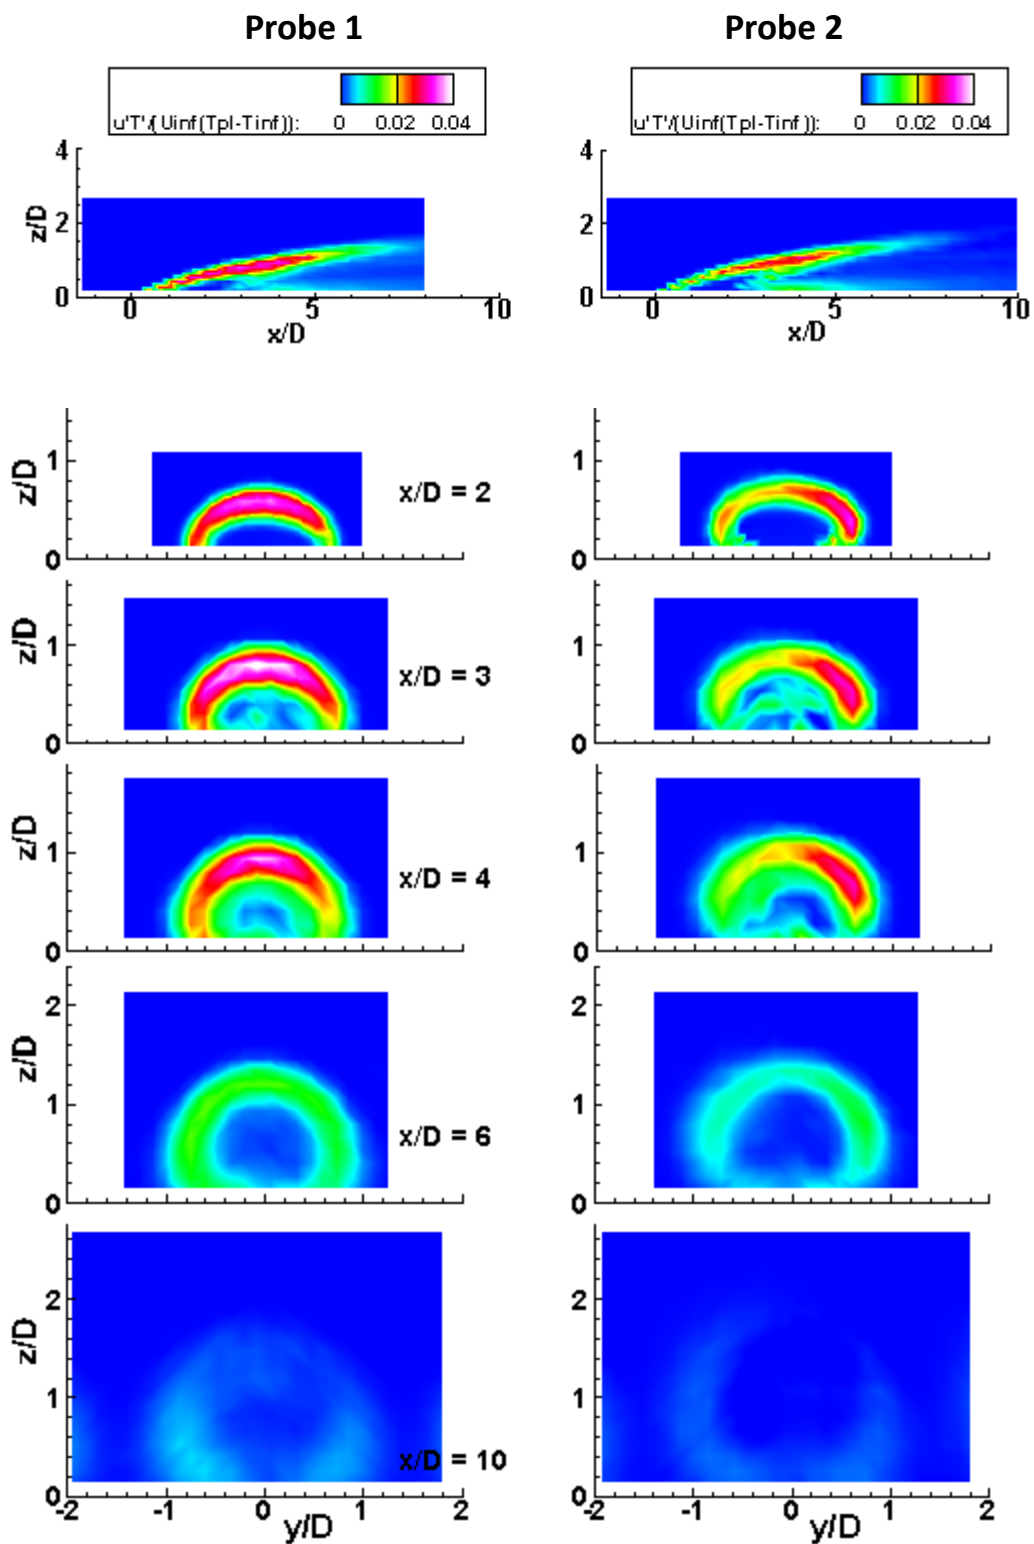 Probe 1 Probe 2
u'T'/(Uinf(Tpl-Tinf)): 0 0.02 0.04 u'T'/(Uinf(Tpl-Tinf)): 0 0.02 0.04
4 4
z/D 2 2
0 0
0 5 10 0 5 10
x/D x/D
z/D 1 x/D = 2 1
0 0
z/D 1 x/D = 3 1
0 0
z/D 1 x/D = 4 1
0 0
2 2
z/D
1 x/D = 6 1
0 0
2 2
z/D
1 1
x/D = 10
0 0
-2 -1 0 1 2 -2 -1 0 1 2
y/D y/D